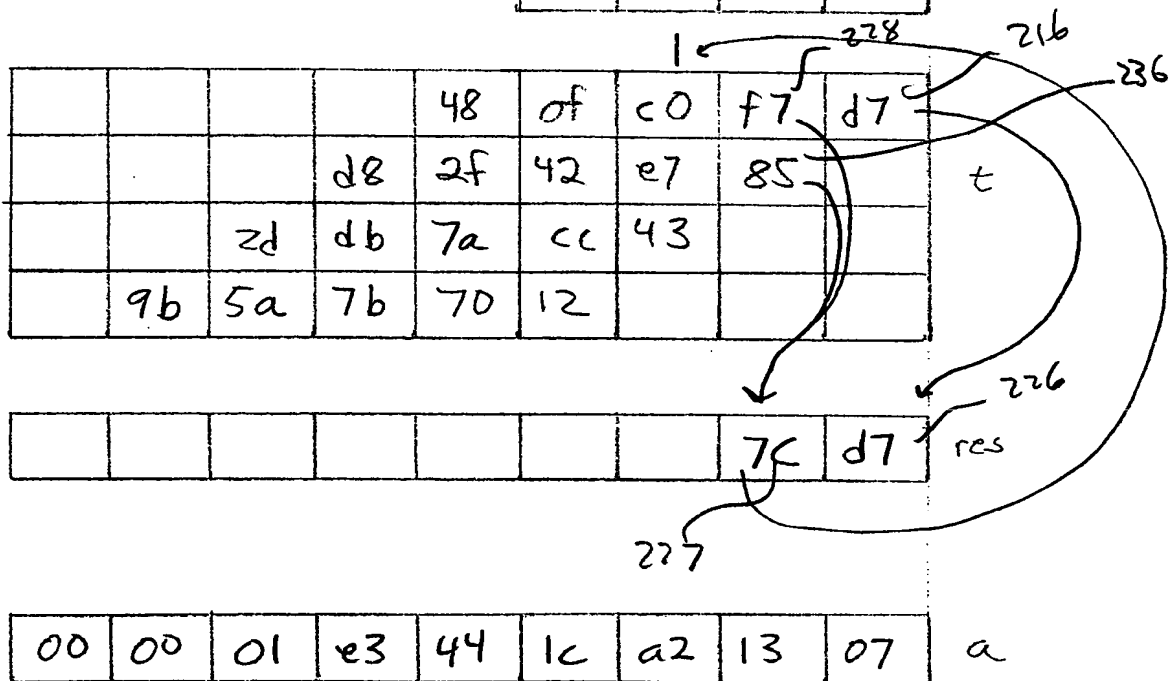 1 228 216
236
48 0f c0 f7 d7
d8 2f 42 e7 85 t
2d db 7a cc 43
9b 5a 7b 70 12
226
7c d7 res
227
00 00 01 e3 44 1c a2 13 07 a